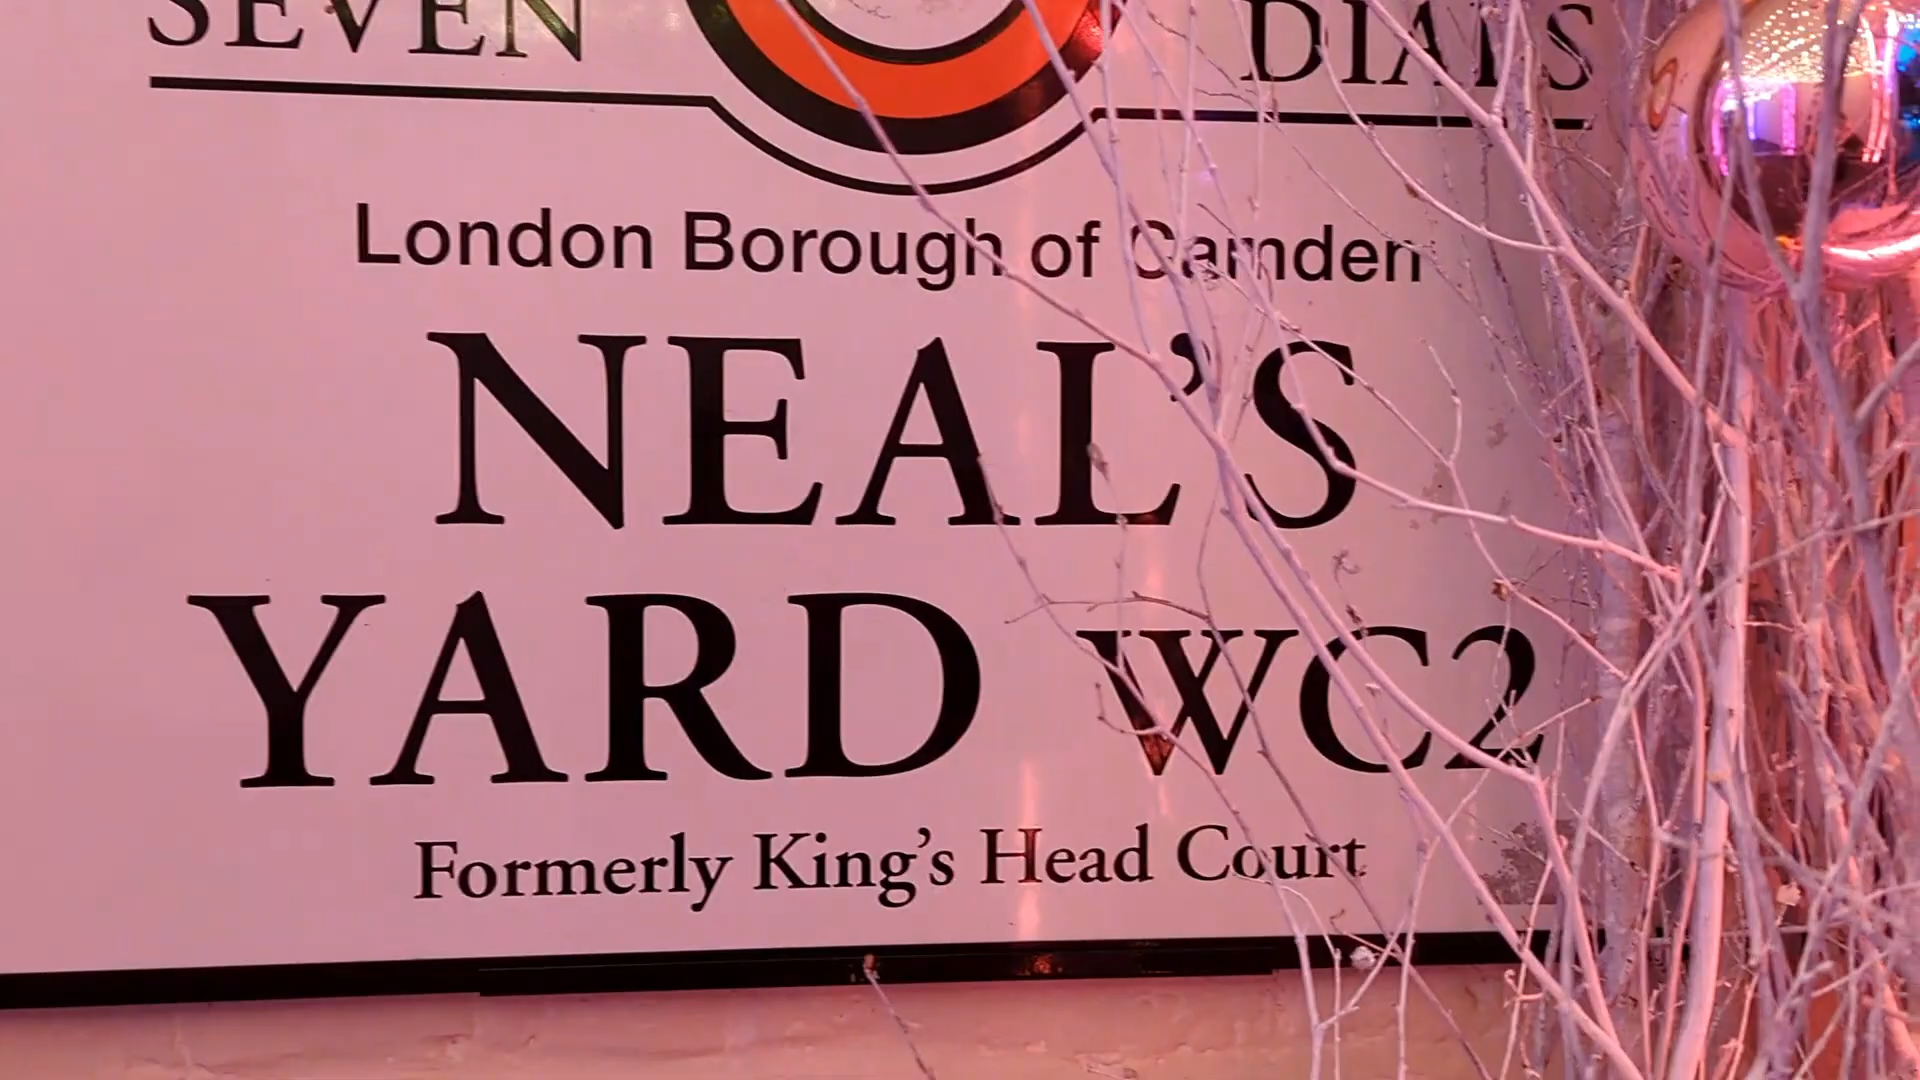 SEVEN DIALS
London Borough of Camden
NEAL'S
YARD WC2
Formerly King's Head Court